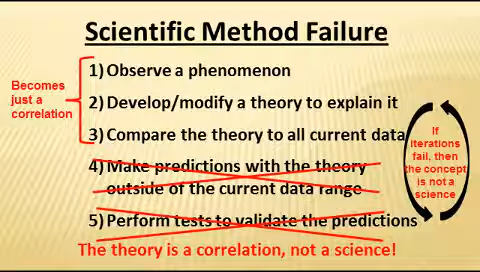 Scientific Method Failure
Becomes
just a
correlation
1) Observe a phenomenon
2) Develop/modify a theory to explain it
3) Compare the theory to all current data
4) Make predictions with the theory
outside of the current data range
5) Perform tests to validate the predictions
If
iterations
fail, then
the concept
is not a
science
The theory is a correlation, not a science!